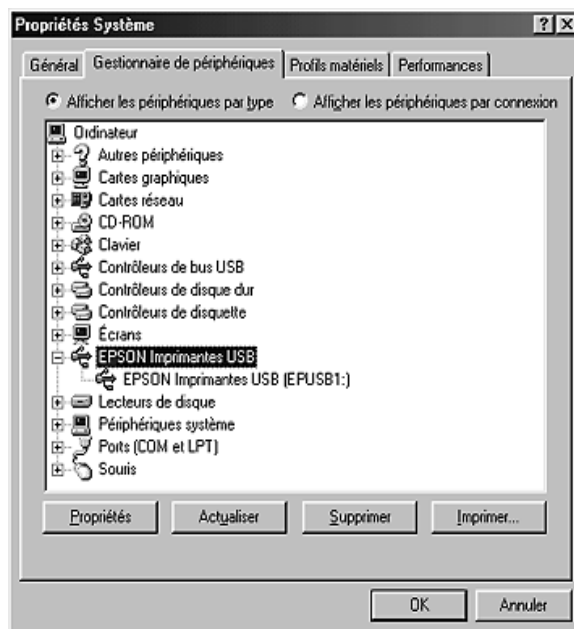 Propriétés Système
Général Gestionnaire de périphériques Profils matériels Performances
Afficher les périphériques par type Afficher les périphériques par connexion
Ordinateur
Autres périphériques
Cartes graphiques
Cartes réseau
CD-ROM
Clavier
Contrôleurs de bus USB
Contrôleurs de disque dur
Contrôleurs de disquette
Écrans
EPSON Imprimantes USB
EPSON Imprimantes USB (EPUSB1:)
Lecteurs de disque
Périphériques système
Ports (COM et LPT)
Souris
Propriétés Actualiser Supprimer Imprimer...
OK Annuler